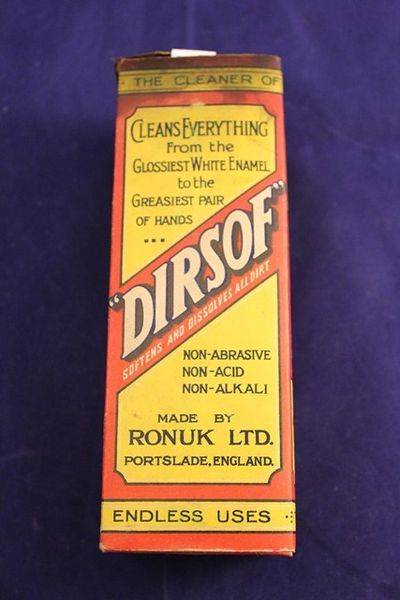 THE CLEANER OF
CLEANS EVERYTHING
From the
GLOSSIEST WHITE ENAMEL
to the
GREASIEST PAIR
OF HANDS
"DIRSOF"
SOFTENS AND DISSOLVES ALL DIRT
NON-ABRASIVE
NON-ACID
NON-ALKALI
MADE BY
RONUK LTD.
PORTSLADE, ENGLAND.
ENDLESS USES